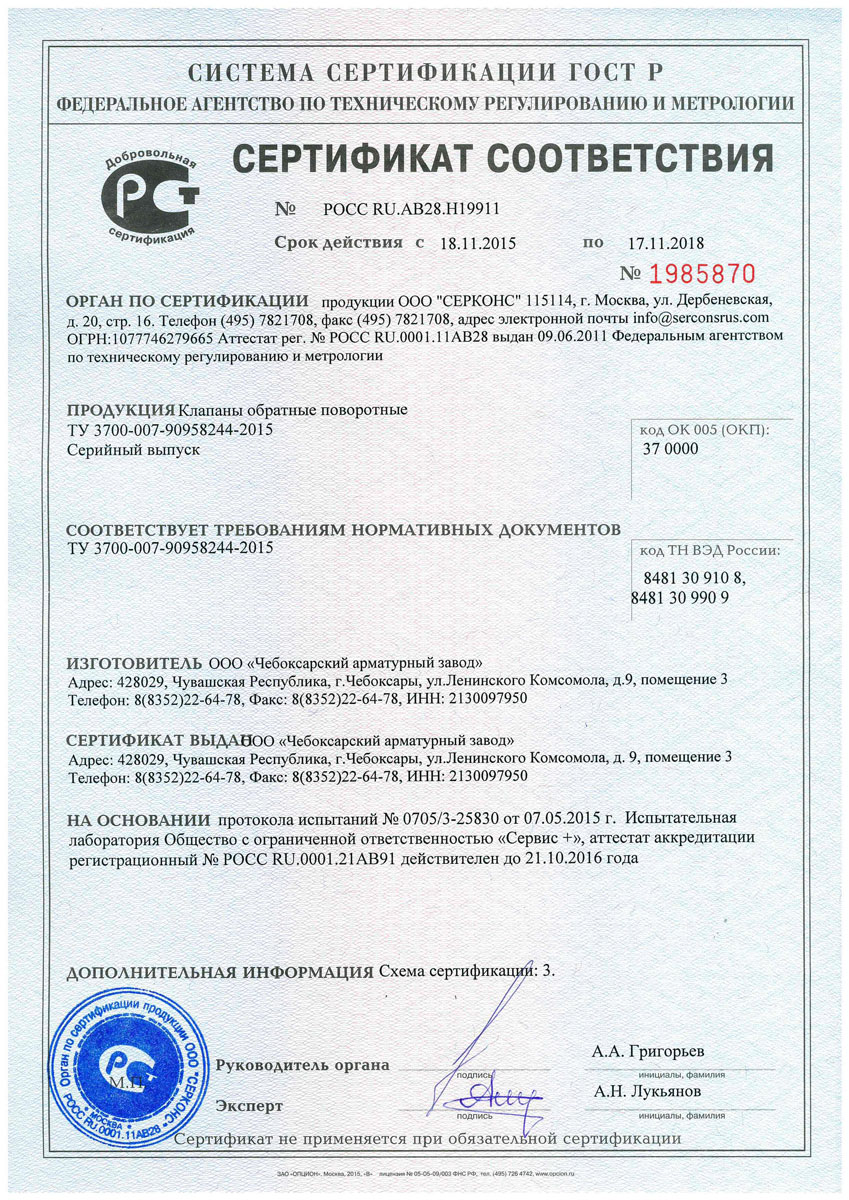 СИСТЕМА СЕРТИФИКАЦИИ ГОСТ Р
ФЕДЕРАЛЬНОЕ АГЕНТСТВО ПО ТЕХНИЧЕСКОМУ РЕГУЛИРОВАНИЮ И МЕТРОЛОГИИ
Добровольная
РСТ
сертификация
СЕРТИФИКАТ СООТВЕТСТВИЯ
№ РОСС RU.АВ28.Н19911
Срок действия с 18.11.2015 по 17.11.2018
№ 1985870
ОРГАН ПО СЕРТИФИКАЦИИ продукции ООО "СЕРКОНС" 115114, г. Москва, ул. Дербеневская,
д. 20, стр. 16. Телефон (495) 7821708, факс (495) 7821708, адрес электронной почты info@serconsrus.com
ОГРН:1077746279665 Аттестат рег. № РОСС RU.0001.11АВ28 выдан 09.06.2011 Федеральным агентством
по техническому регулированию и метрологии
ПРОДУКЦИЯ Клапаны обратные поворотные
ТУ 3700-007-90958244-2015
Серийный выпуск
код ОК 005 (ОКП):
37 0000
СООТВЕТСТВУЕТ ТРЕБОВАНИЯМ НОРМАТИВНЫХ ДОКУМЕНТОВ
ТУ 3700-007-90958244-2015
код ТН ВЭД России:
8481 30 910 8,
8481 30 990 9
ИЗГОТОВИТЕЛЬ ООО «Чебоксарский арматурный завод»
Адрес: 428029, Чувашская Республика, г.Чебоксары, ул.Ленинского Комсомола, д.9, помещение 3
Телефон: 8(8352)22-64-78, Факс: 8(8352)22-64-78, ИНН: 2130097950
СЕРТИФИКАТ ВЫДАН ООО «Чебоксарский арматурный завод»
Адрес: 428029, Чувашская Республика, г.Чебоксары, ул.Ленинского Комсомола, д. 9, помещение 3
Телефон: 8(8352)22-64-78, Факс: 8(8352)22-64-78, ИНН: 2130097950
НА ОСНОВАНИИ протокола испытаний № 0705/3-25830 от 07.05.2015 г. Испытательная
лаборатория Общество с ограниченной ответственностью «Сервис +», аттестат аккредитации
регистрационный № РОСС RU.0001.21АВ91 действителен до 21.10.2016 года
ДОПОЛНИТЕЛЬНАЯ ИНФОРМАЦИЯ Схема сертификации: 3.
Орган по сертификации продукции ООО "СЕРКОНС"
РОСС RU.0001.11АВ28
* МОСКВА *
РСТ
М.П.
Руководитель органа
подпись
А.А. Григорьев
инициалы, фамилия
Эксперт
подпись
А.Н. Лукьянов
инициалы, фамилия
Сертификат не применяется при обязательной сертификации
ЗАО «ОПЦИОН», Москва, 2015, «В». лицензия № 05-05-09/003 ФНС РФ, тел. (495) 726 4742, www.opcion.ru